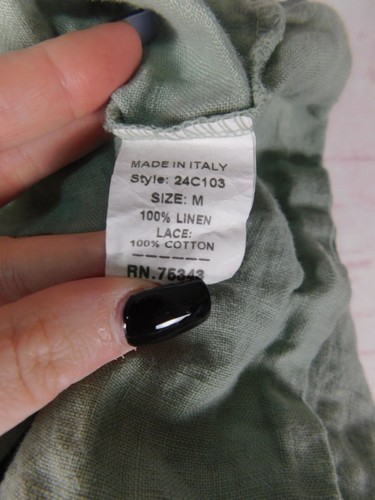 MADE IN ITALY
Style: 24C103
SIZE: M
100% LINEN
LACE:
100% COTTON
RN.75343